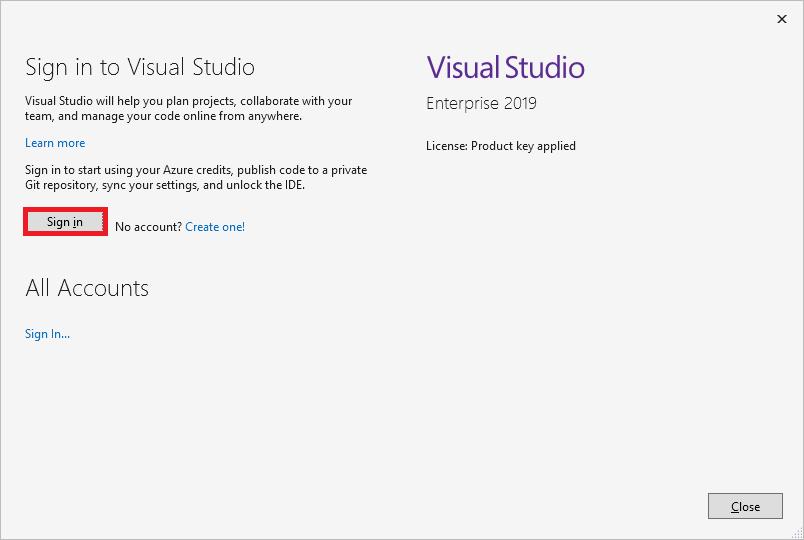 Sign in to Visual Studio
Visual Studio will help you plan projects, collaborate with your
team, and manage your code online from anywhere.
Learn more
Sign in to start using your Azure credits, publish code to a private
Git repository, sync your settings, and unlock the IDE.
Sign in
No account? Create one!
All Accounts
Sign In...
Visual Studio
Enterprise 2019
License: Product key applied
Close